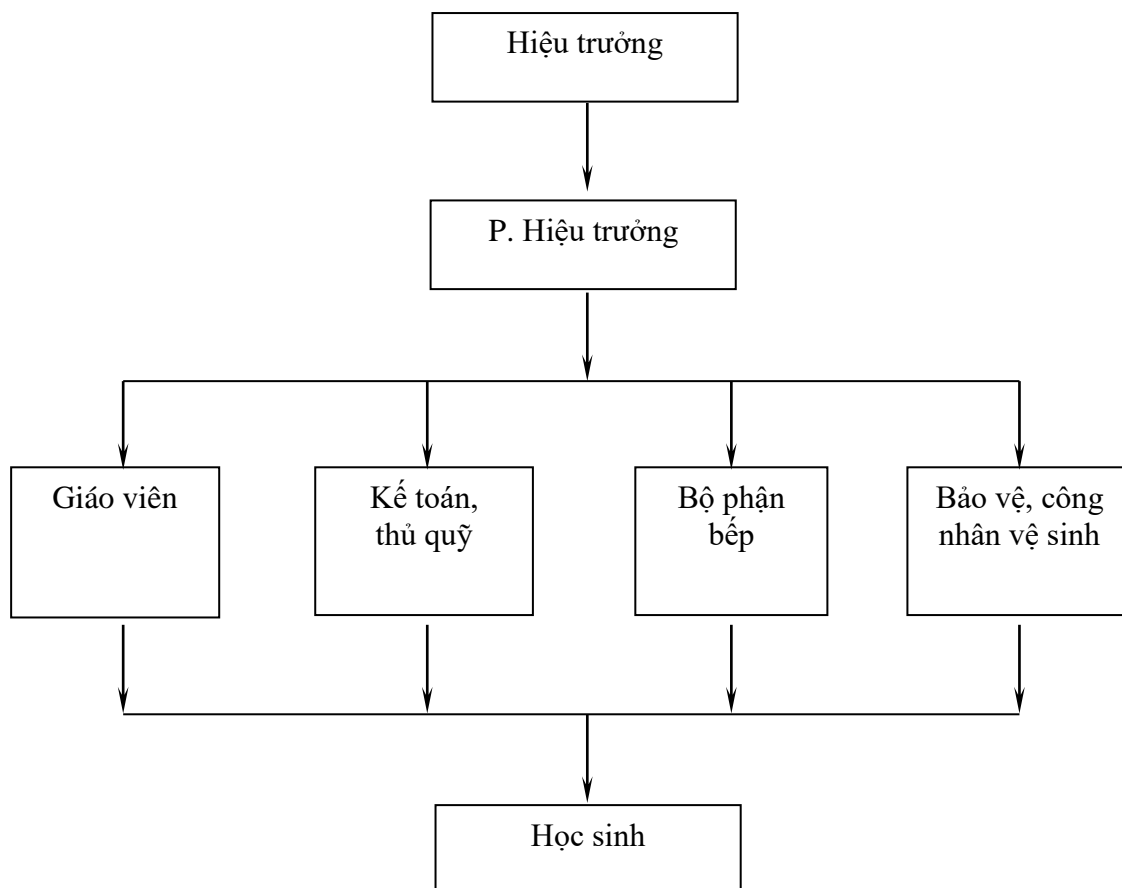 Hiệu trưởng
P. Hiệu trưởng
Giáo viên
Kế toán,
thủ quỹ
Bộ phận
bếp
Bảo vệ, công
nhân vệ sinh
Học sinh